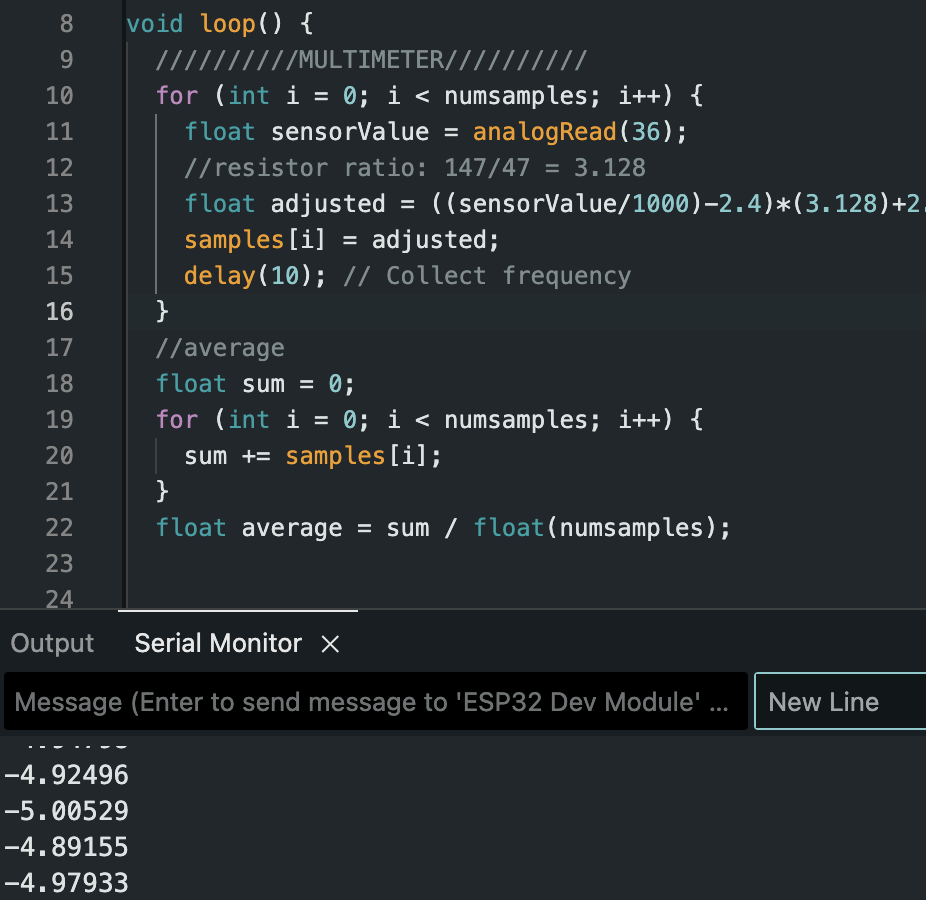 8 void loop() {
9 //////////MULTIMETER//////////
10 for (int i = 0; i < numsamples; i++) {
11 float sensorValue = analogRead(36);
12 //resistor ratio: 147/47 = 3.128
13 float adjusted = ((sensorValue/1000)-2.4)*(3.128)+2.
14 samples[i] = adjusted;
15 delay(10); // Collect frequency
16 }
17 //average
18 float sum = 0;
19 for (int i = 0; i < numsamples; i++) {
20 sum += samples[i];
21 }
22 float average = sum / float(numsamples);
23
24
Output Serial Monitor ×
Message (Enter to send message to 'ESP32 Dev Module' ... New Line
-4.92496
-5.00529
-4.89155
-4.97933